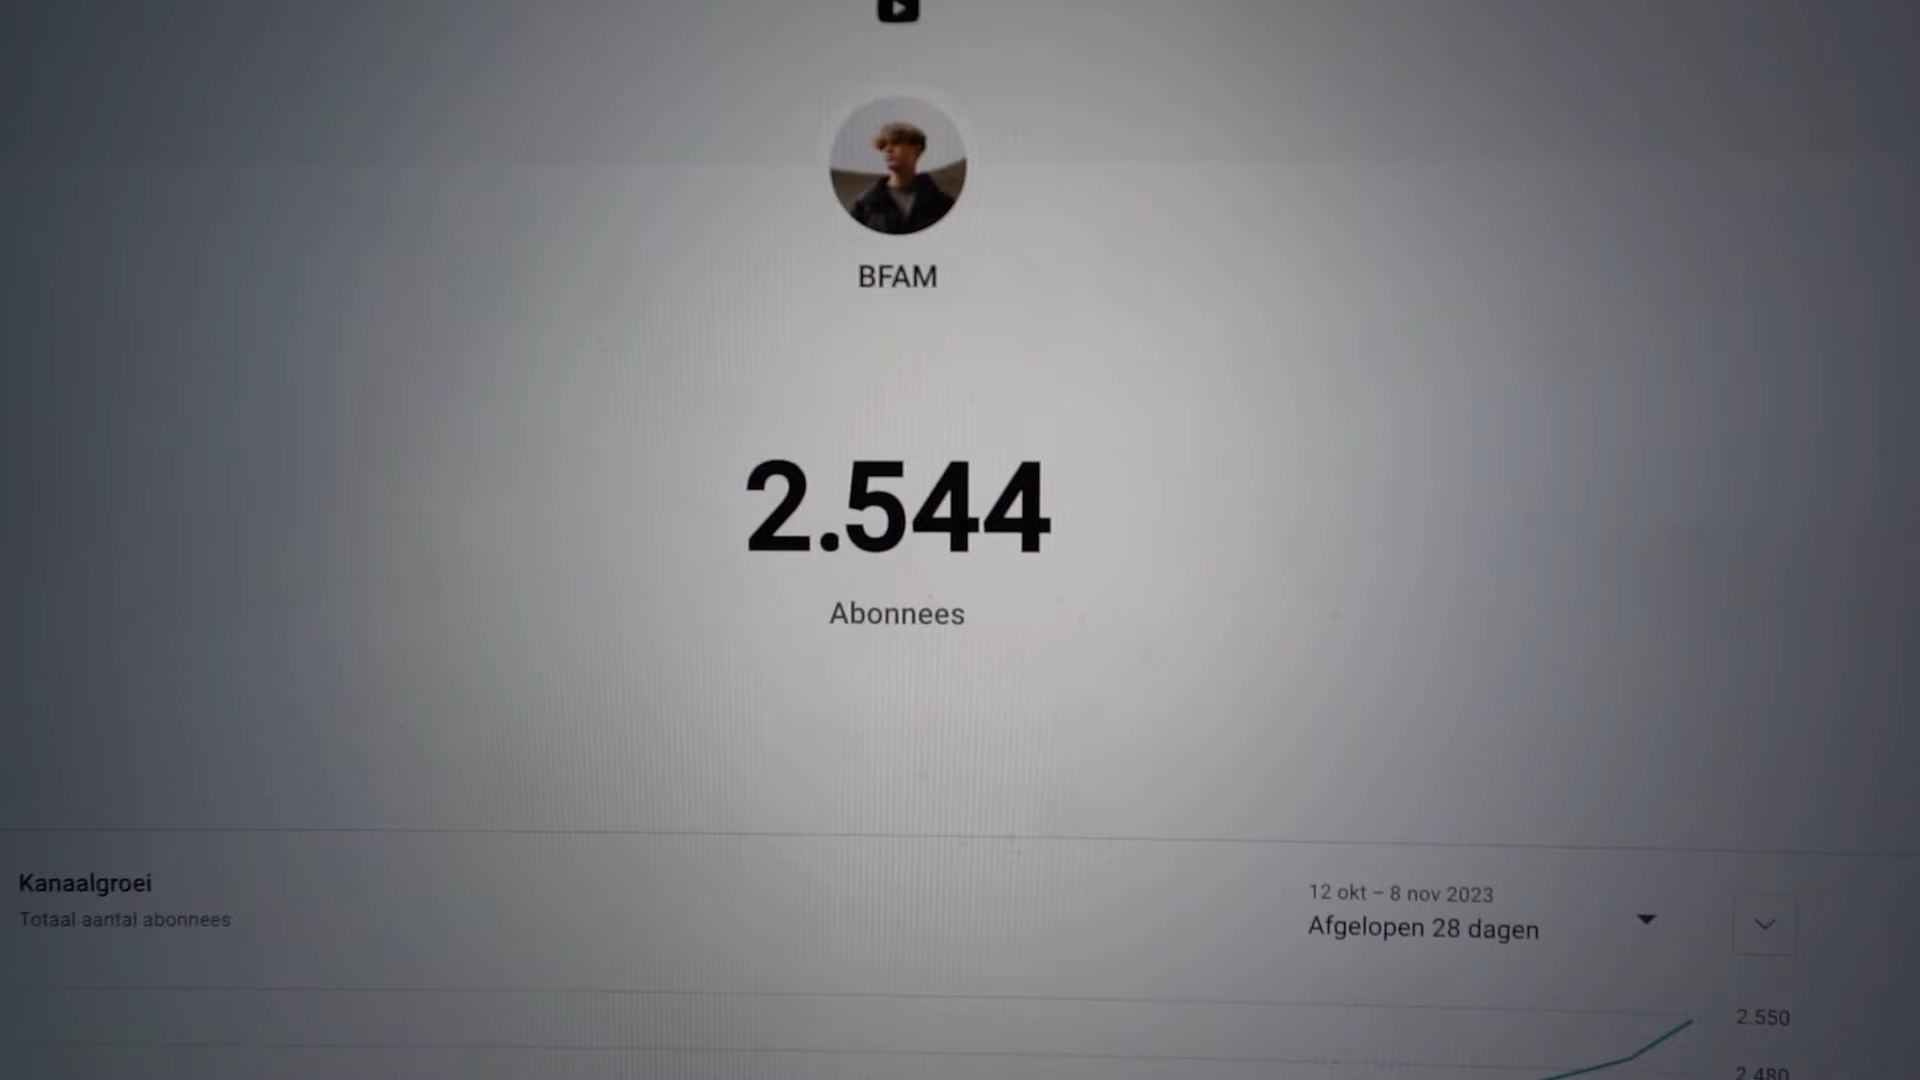 BFAM
2.544
Abonnees
Kanaalgroei
Totaal aantal abonnees
12 okt – 8 nov 2023
Afgelopen 28 dagen
2.550
2.480